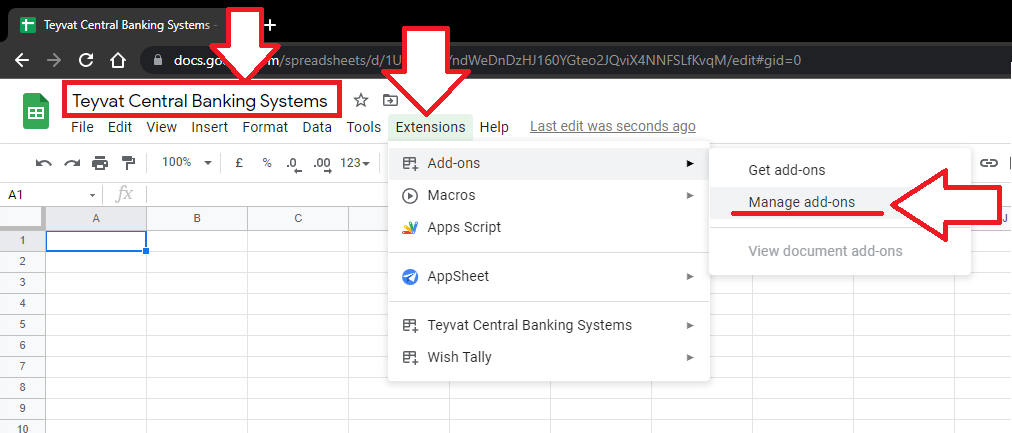 Teyvat Central Banking Systems -
docs.go m/spreadsheets/d/1U /ndWeDnDzHJ160YGteo2JQviX4NNFSLfKvqM/edit#gid=0
Teyvat Central Banking Systems
File Edit View Insert Format Data Tools Extensions Help Last edit was seconds ago
100% £ % .0 .00 123
A1 fx
A B C J
1
2
3
4
5
6
7
8
9
10
Add-ons
Macros
Apps Script
AppSheet
Teyvat Central Banking Systems
Wish Tally
Get add-ons
Manage add-ons
View document add-ons